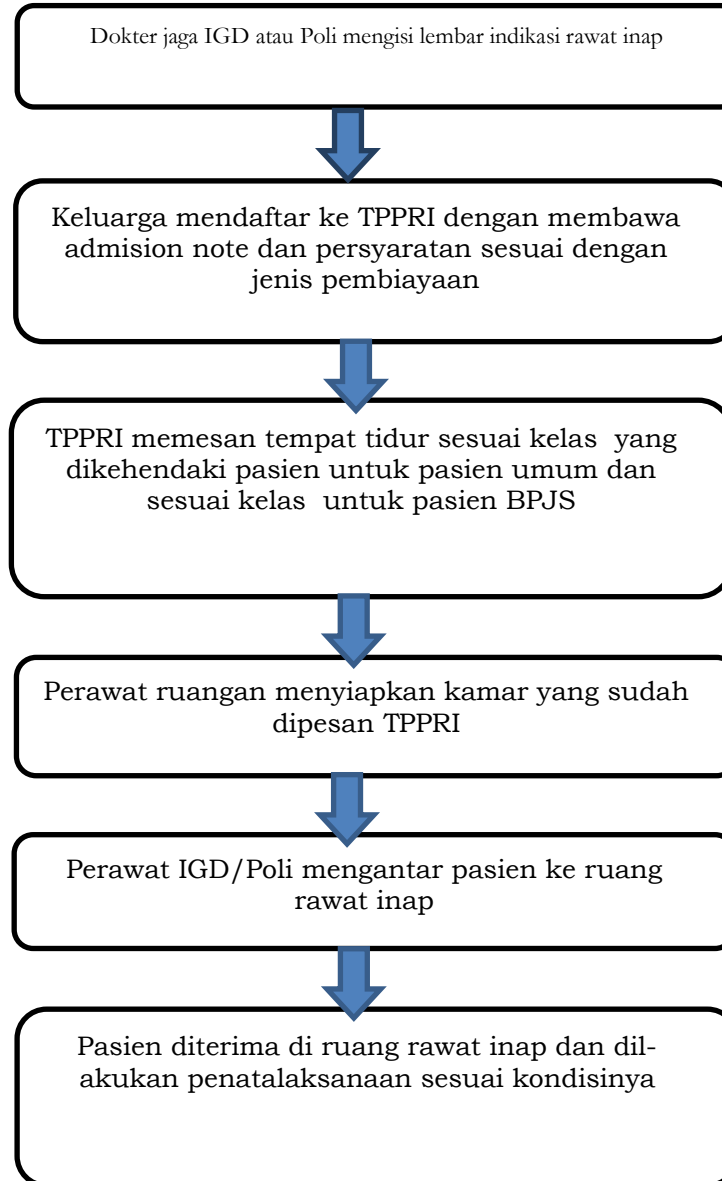 Dokter jaga IGD atau Poli mengisi lembar indikasi rawat inap
Keluarga mendaftar ke TPPRI dengan membawa
admision note dan persyaratan sesuai dengan
jenis pembiayaan
TPPRI memesan tempat tidur sesuai kelas  yang
dikehendaki pasien untuk pasien umum dan
sesuai kelas  untuk pasien BPJS
Perawat ruangan menyiapkan kamar yang sudah
dipesan TPPRI
Perawat IGD/Poli mengantar pasien ke ruang
rawat inap
Pasien diterima di ruang rawat inap dan dil-
akukan penatalaksanaan sesuai kondisinya